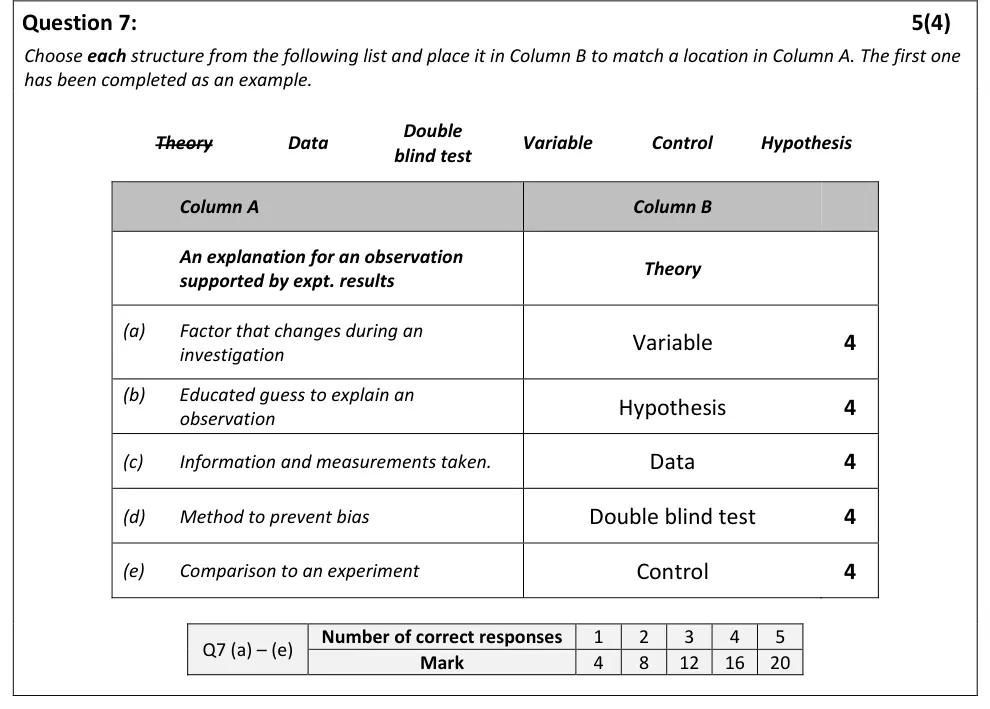 Question 7: 5(4)
Choose each structure from the following list and place it in Column B to match a location in Column A. The first one
has been completed as an example.
Theory Data Double blind test Variable Control Hypothesis
Column A Column B
An explanation for an observation
supported by expt. results
Theory
(a) Factor that changes during an
investigation
Variable 4
(b) Educated guess to explain an
observation
Hypothesis 4
(c) Information and measurements taken. Data 4
(d) Method to prevent bias Double blind test 4
(e) Comparison to an experiment Control 4
Q7 (a) – (e)
Number of correct responses 1 2 3 4 5
Mark 4 8 12 16 20